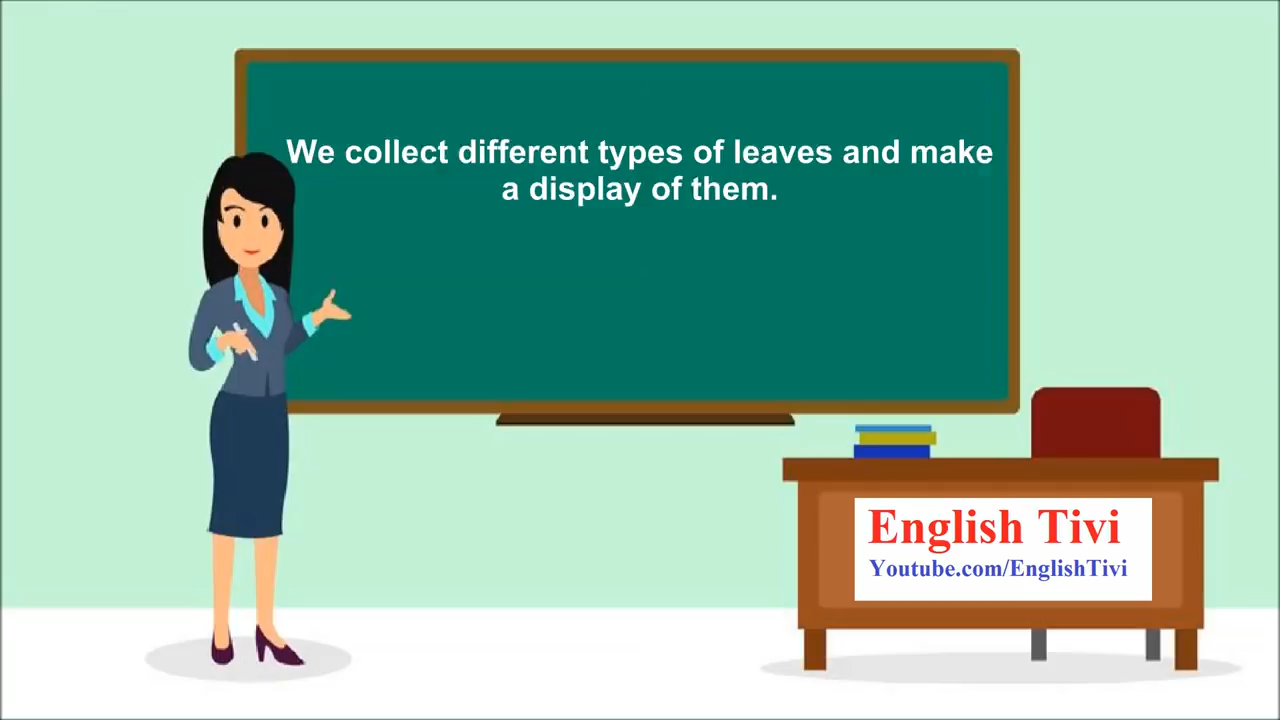 We collect different types of leaves and make
a display of them.
English Tivi
Youtube.com/EnglishTivi